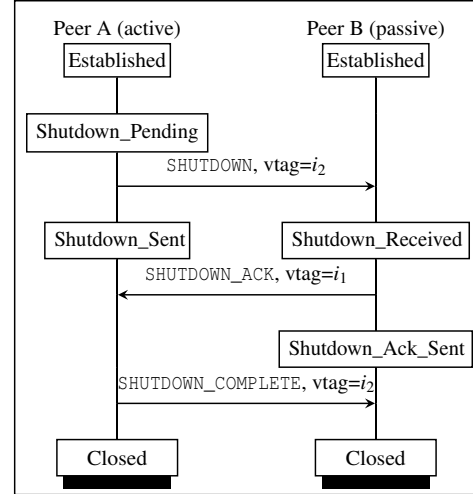 Peer A (active) Peer B (passive)
Established Established
Shutdown_Pending
SHUTDOWN, vtag=i₂
Shutdown_Sent Shutdown_Received
SHUTDOWN_ACK, vtag=i₁
Shutdown_Ack_Sent
SHUTDOWN_COMPLETE, vtag=i₂
Closed Closed